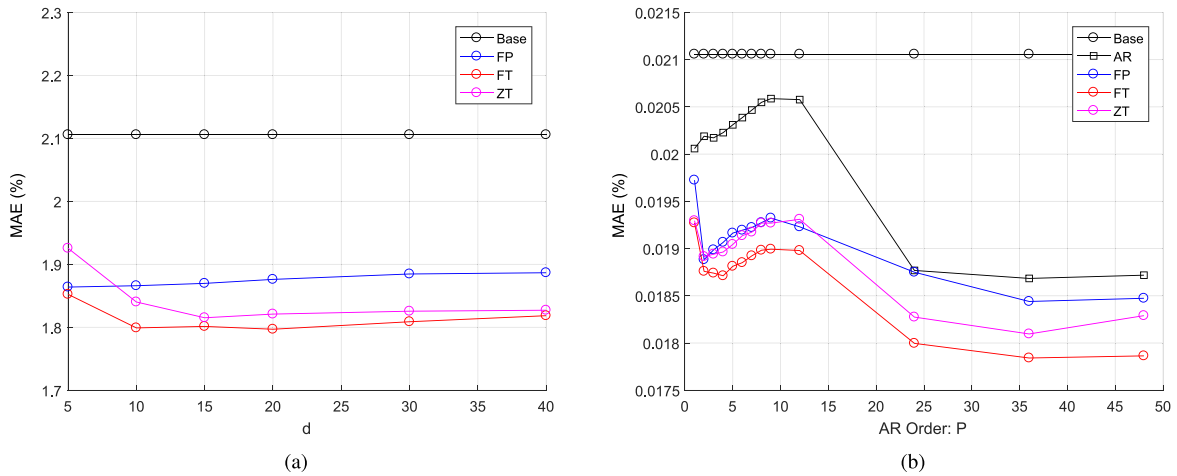 2.3
2.2
2.1
2
1.9
1.8
1.7
MAE (%)
5
10
15
20
25
30
35
40
d
Base
FP
FT
ZT
(a)
0.0215
0.021
0.0205
0.02
0.0195
0.019
0.0185
0.018
0.0175
MAE (%)
0
5
10
15
20
25
30
35
40
45
50
AR Order: P
Base
AR
FP
FT
ZT
(b)